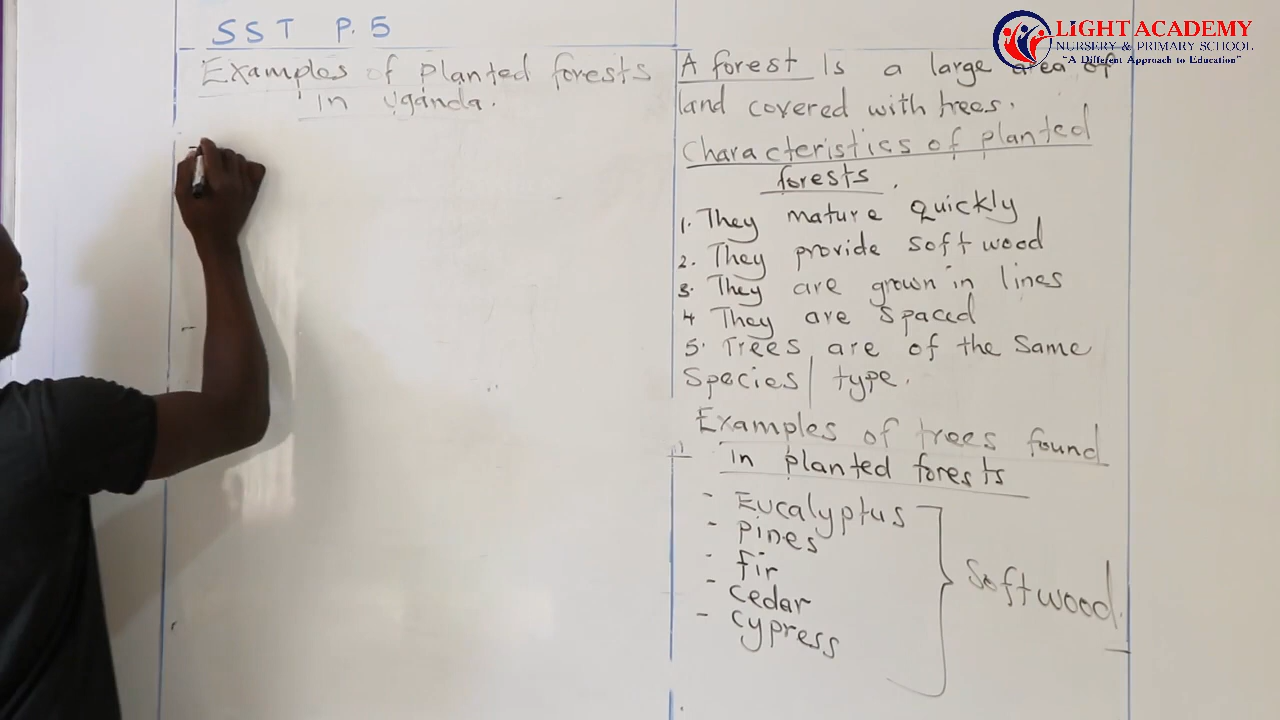 LIGHT ACADEMY
NURSERY & PRIMARY SCHOOL
"A Different Approach to Education"
SST P.5
Examples of planted forests
in Uganda.
A forest is a large area of
land covered with trees.
Characteristics of planted
forests.
1. They mature quickly
2. They provide soft wood
3. They are grown in lines
4 They are spaced
5. Trees are of the same
species/type.
Examples of trees found
in planted forests
- Eucalyptus
- pines
- fir
- cedar
- cypress
Softwood.